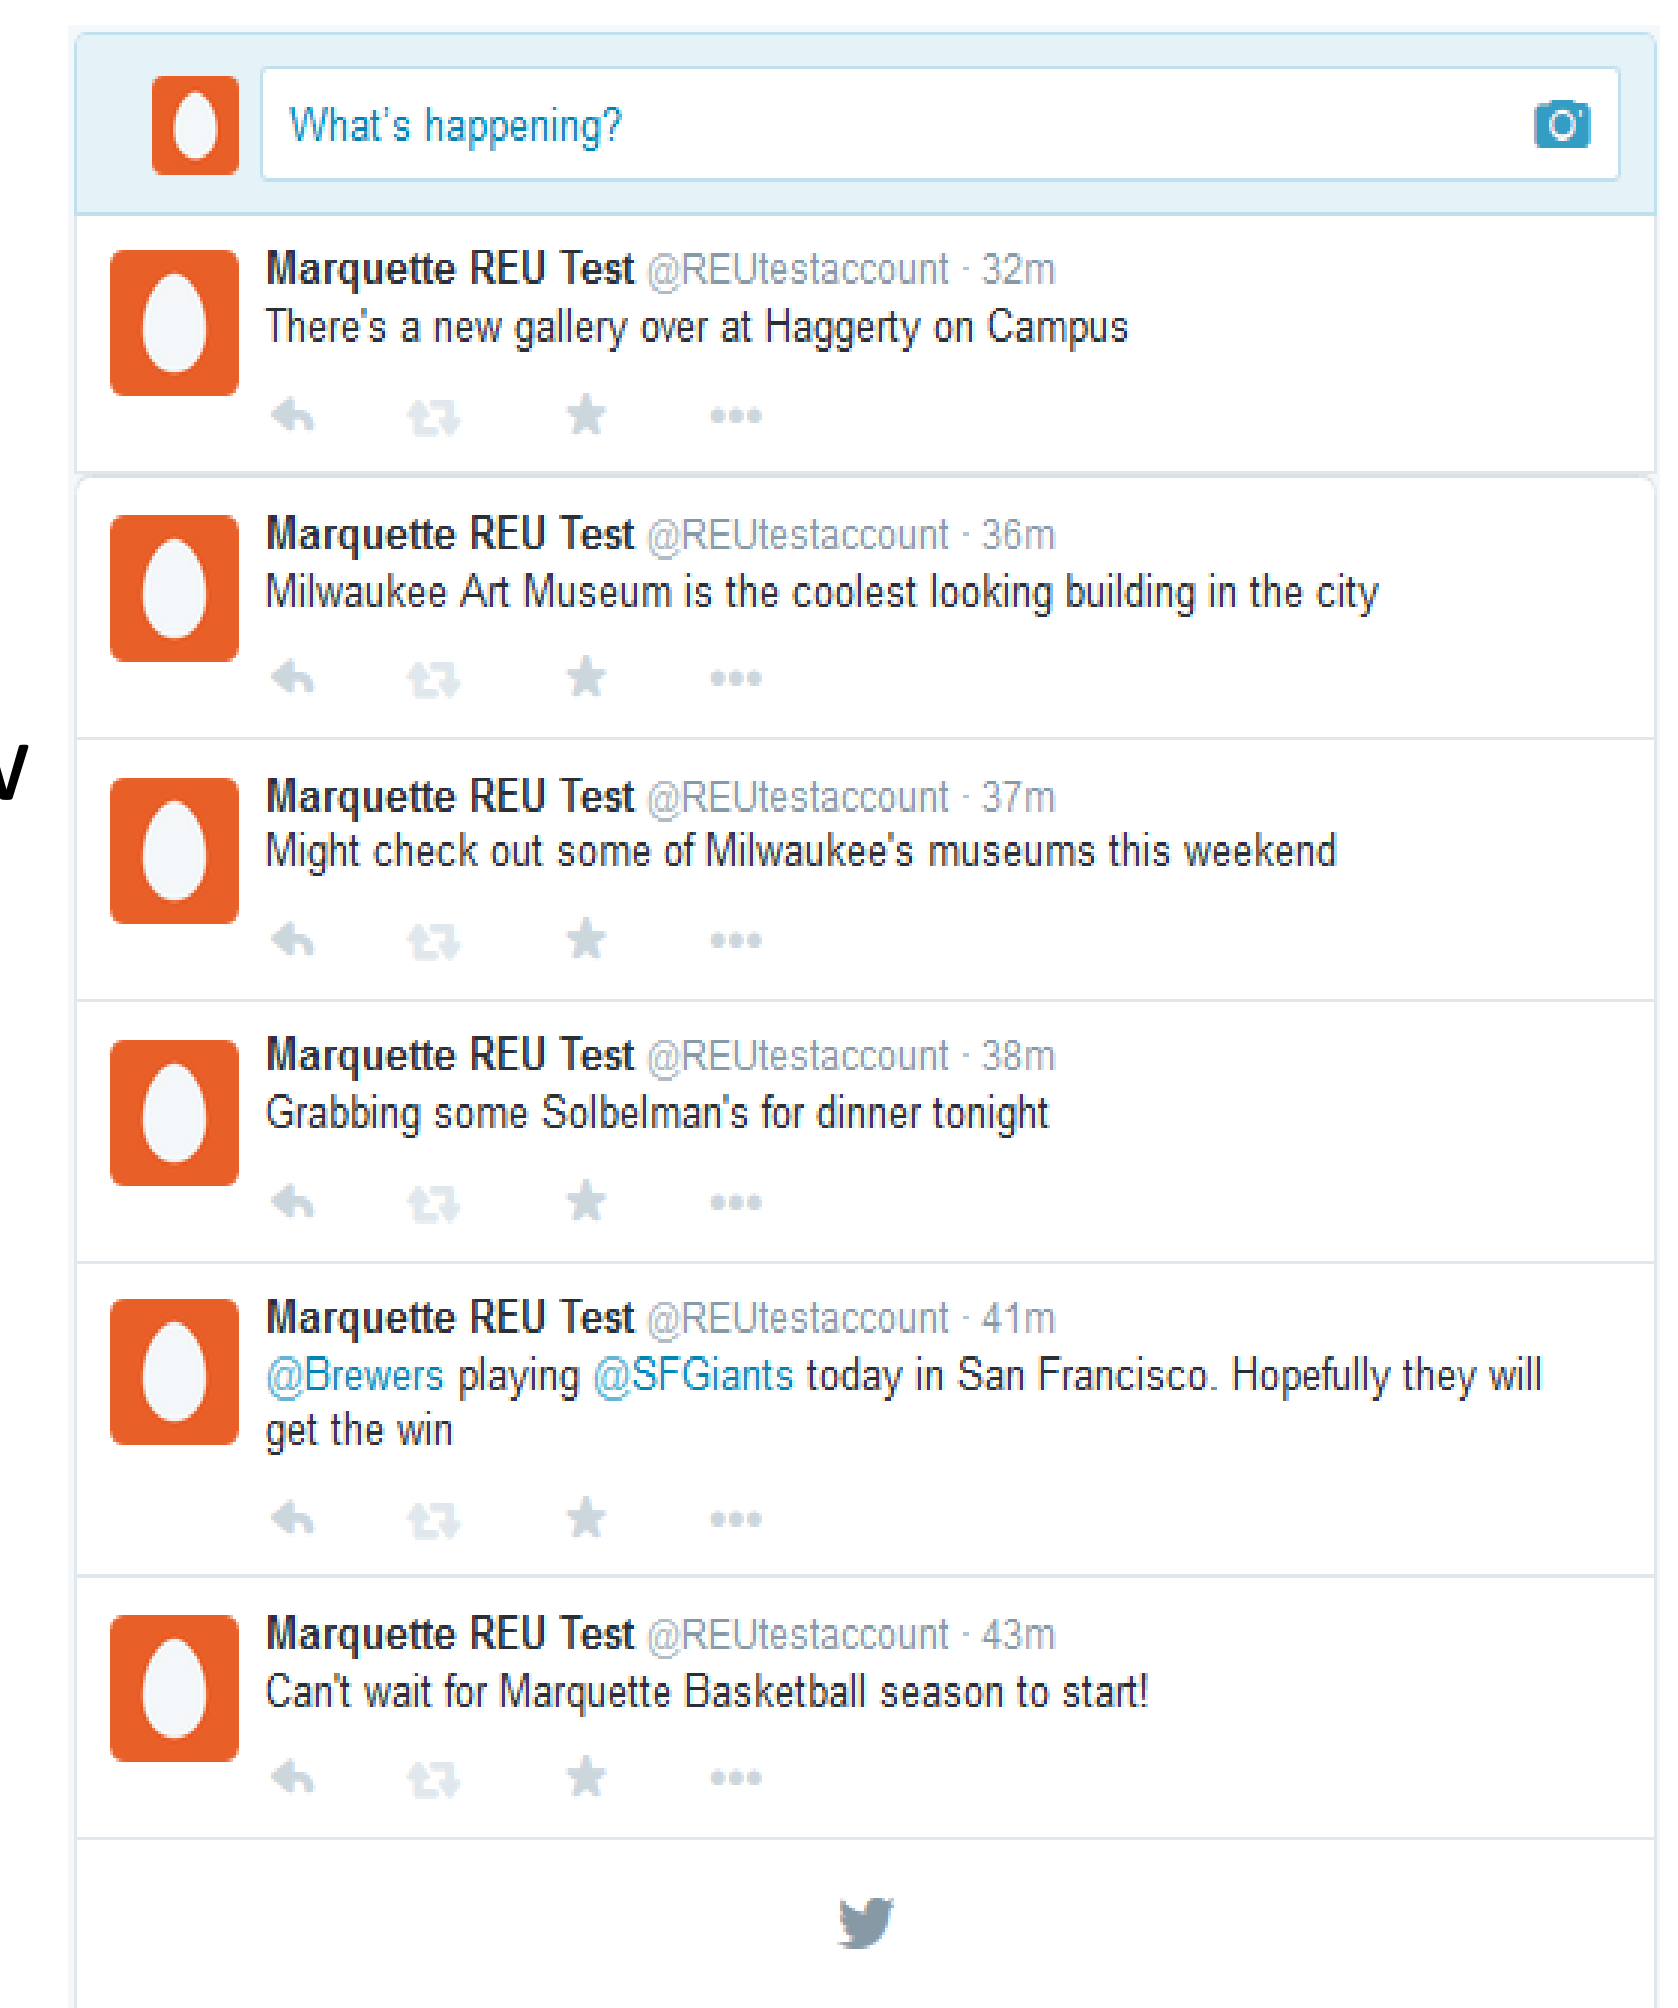 What's happening?
Marquette REU Test @REUtestaccount · 32m
There's a new gallery over at Haggerty on Campus
Marquette REU Test @REUtestaccount · 36m
Milwaukee Art Museum is the coolest looking building in the city
Marquette REU Test @REUtestaccount · 37m
Might check out some of Milwaukee's museums this weekend
Marquette REU Test @REUtestaccount · 38m
Grabbing some Solbelman's for dinner tonight
Marquette REU Test @REUtestaccount · 41m
@Brewers playing @SFGiants today in San Francisco. Hopefully they will
get the win
Marquette REU Test @REUtestaccount · 43m
Can't wait for Marquette Basketball season to start!